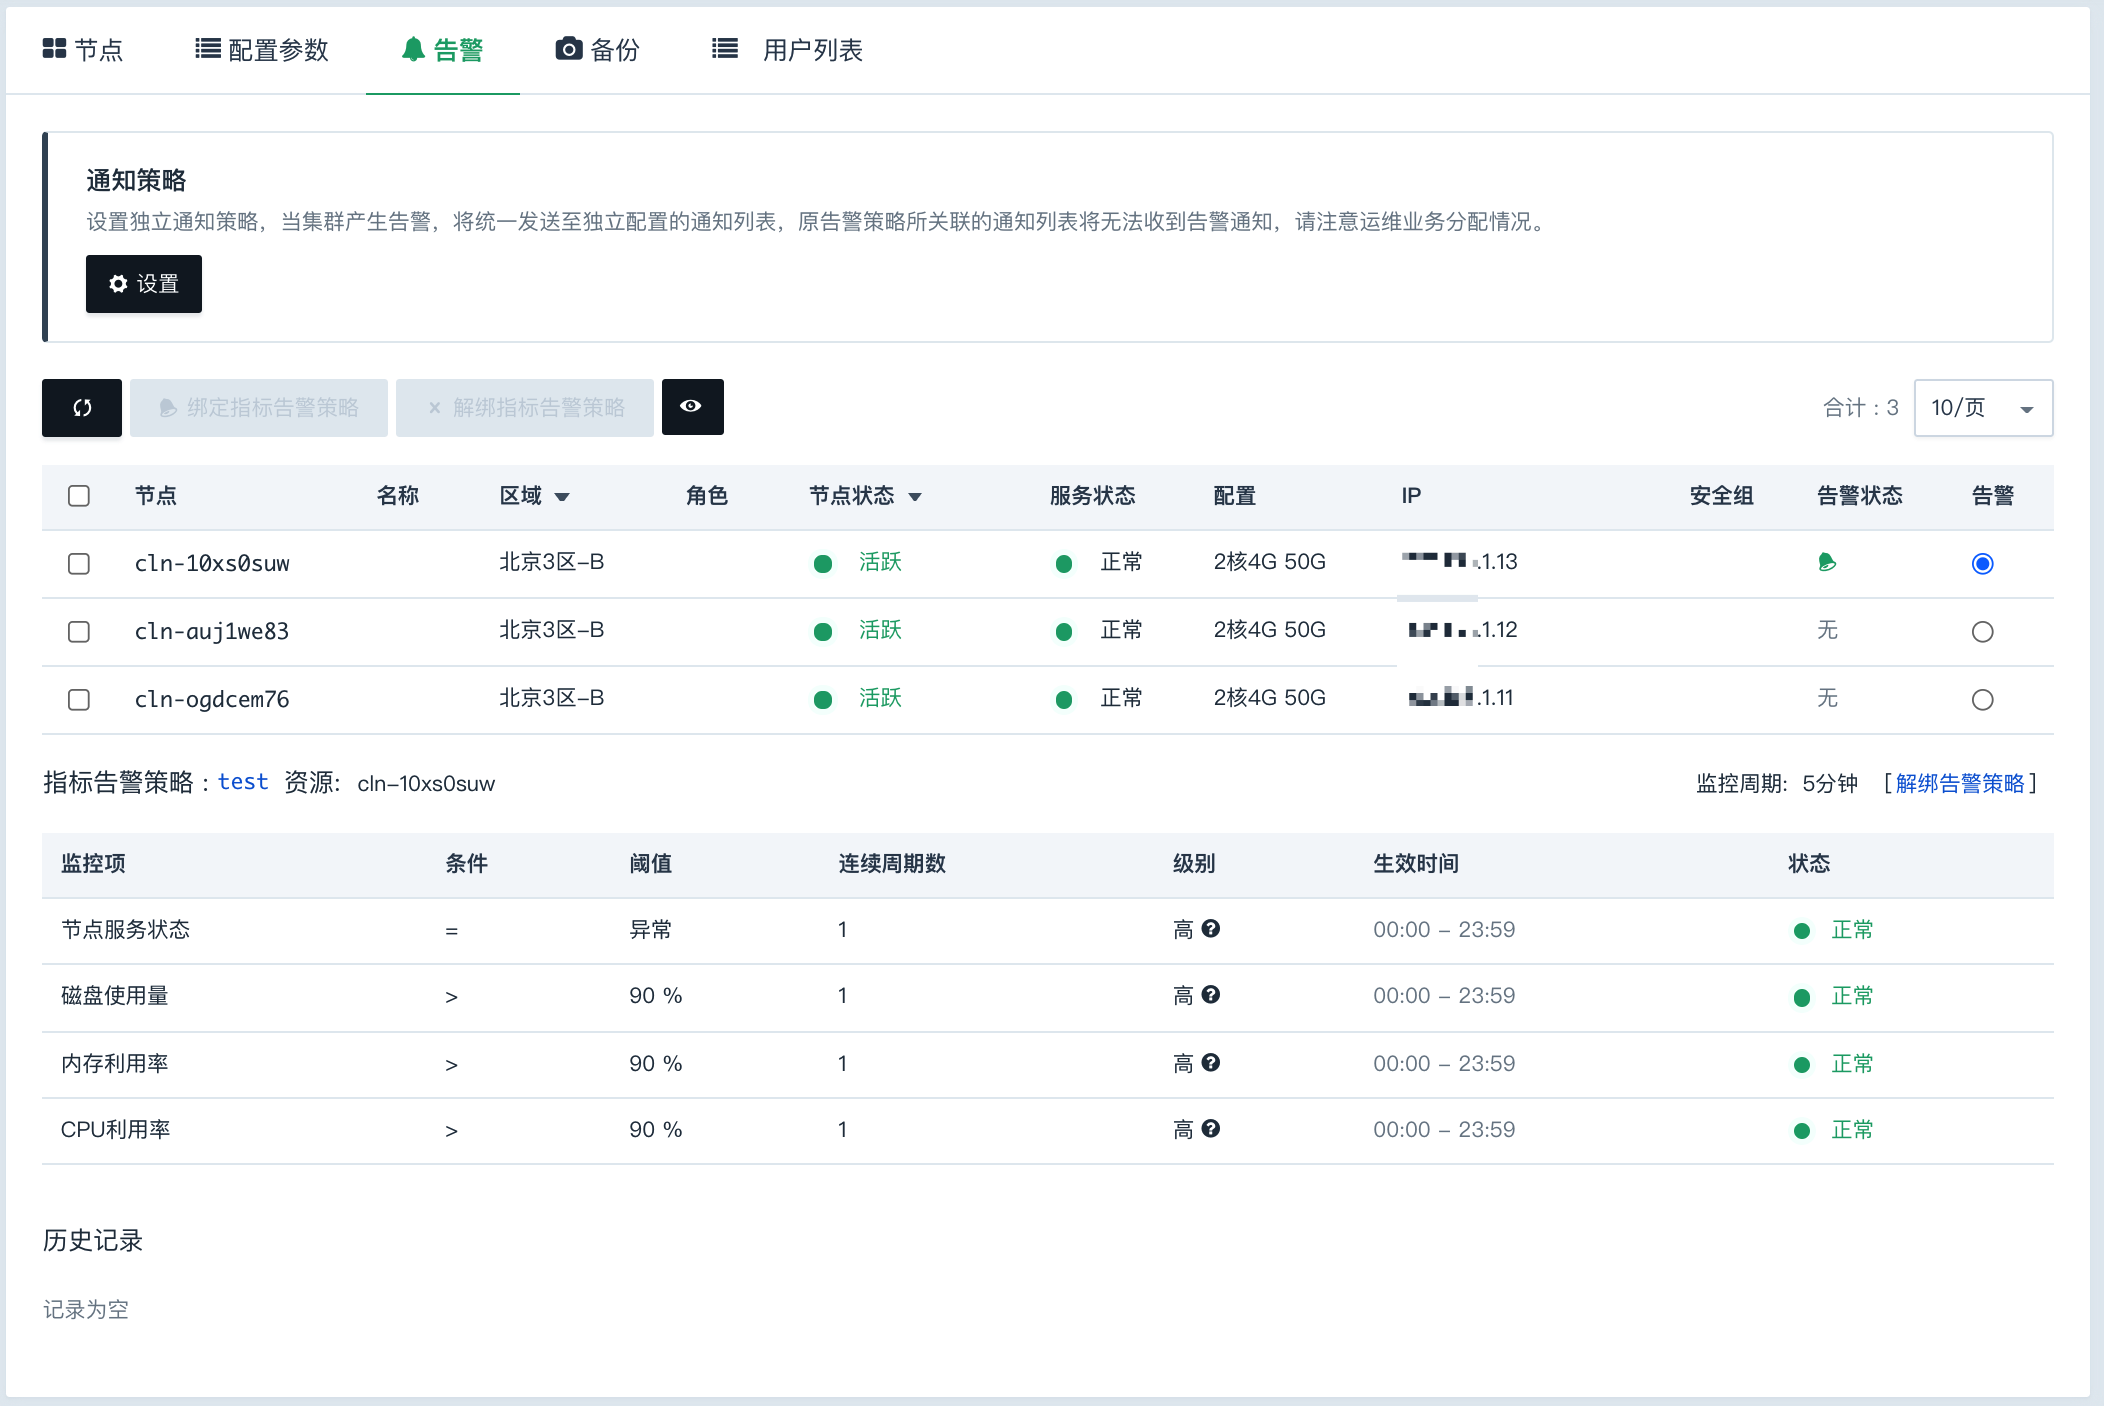 节点 配置参数 告警 备份 用户列表
通知策略
设置独立通知策略，当集群产生告警，将统一发送至独立配置的通知列表，原告警策略所关联的通知列表将无法收到告警通知，请注意运维业务分配情况。
设置
绑定指标告警策略 × 解绑指标告警策略 合计：3 10/页
节点 名称 区域 角色 节点状态 服务状态 配置 IP 安全组 告警状态 告警
cln-10xs0suw 北京3区-B 活跃 正常 2核4G 50G .1.13
cln-auj1we83 北京3区-B 活跃 正常 2核4G 50G .1.12 无
cln-ogdcem76 北京3区-B 活跃 正常 2核4G 50G .1.11 无
指标告警策略：test 资源: cln-10xs0suw 监控周期: 5分钟 [解绑告警策略]
监控项 条件 阈值 连续周期数 级别 生效时间 状态
节点服务状态 = 异常 1 高 00:00 - 23:59 正常
磁盘使用量 > 90 % 1 高 00:00 - 23:59 正常
内存利用率 > 90 % 1 高 00:00 - 23:59 正常
CPU利用率 > 90 % 1 高 00:00 - 23:59 正常
历史记录
记录为空